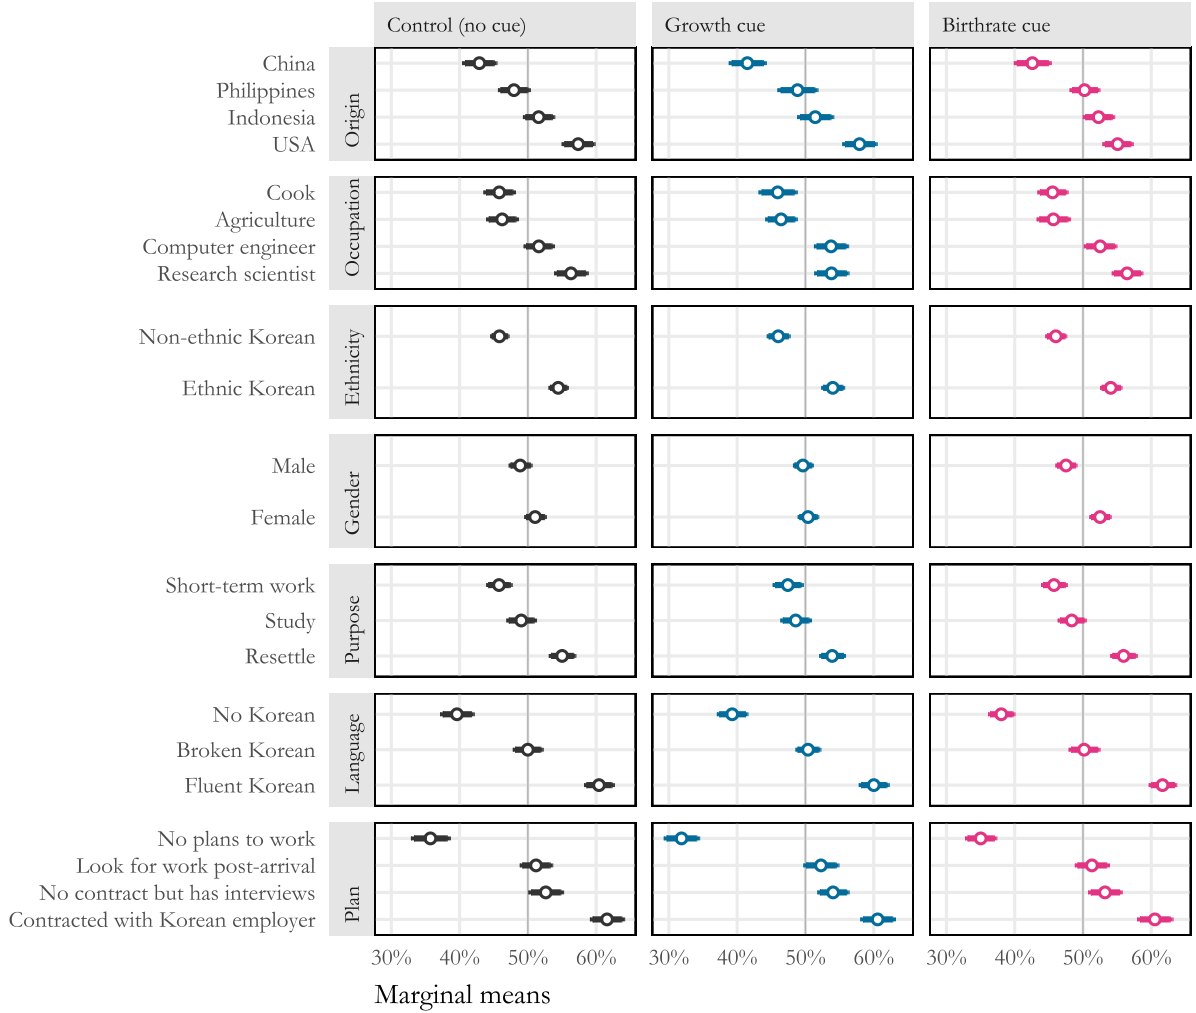 Control (no cue)
Growth cue
Birthrate cue
China
Philippines
Indonesia
USA
Origin
Cook
Agriculture
Computer engineer
Research scientist
Occupation
Non-ethnic Korean
Ethnic Korean
Ethnicity
Male
Female
Gender
Short-term work
Study
Resettle
Purpose
No Korean
Broken Korean
Fluent Korean
Language
No plans to work
Look for work post-arrival
No contract but has interviews
Contracted with Korean employer
Plan
30% 40% 50% 60% 30% 40% 50% 60% 30% 40% 50% 60%
Marginal means